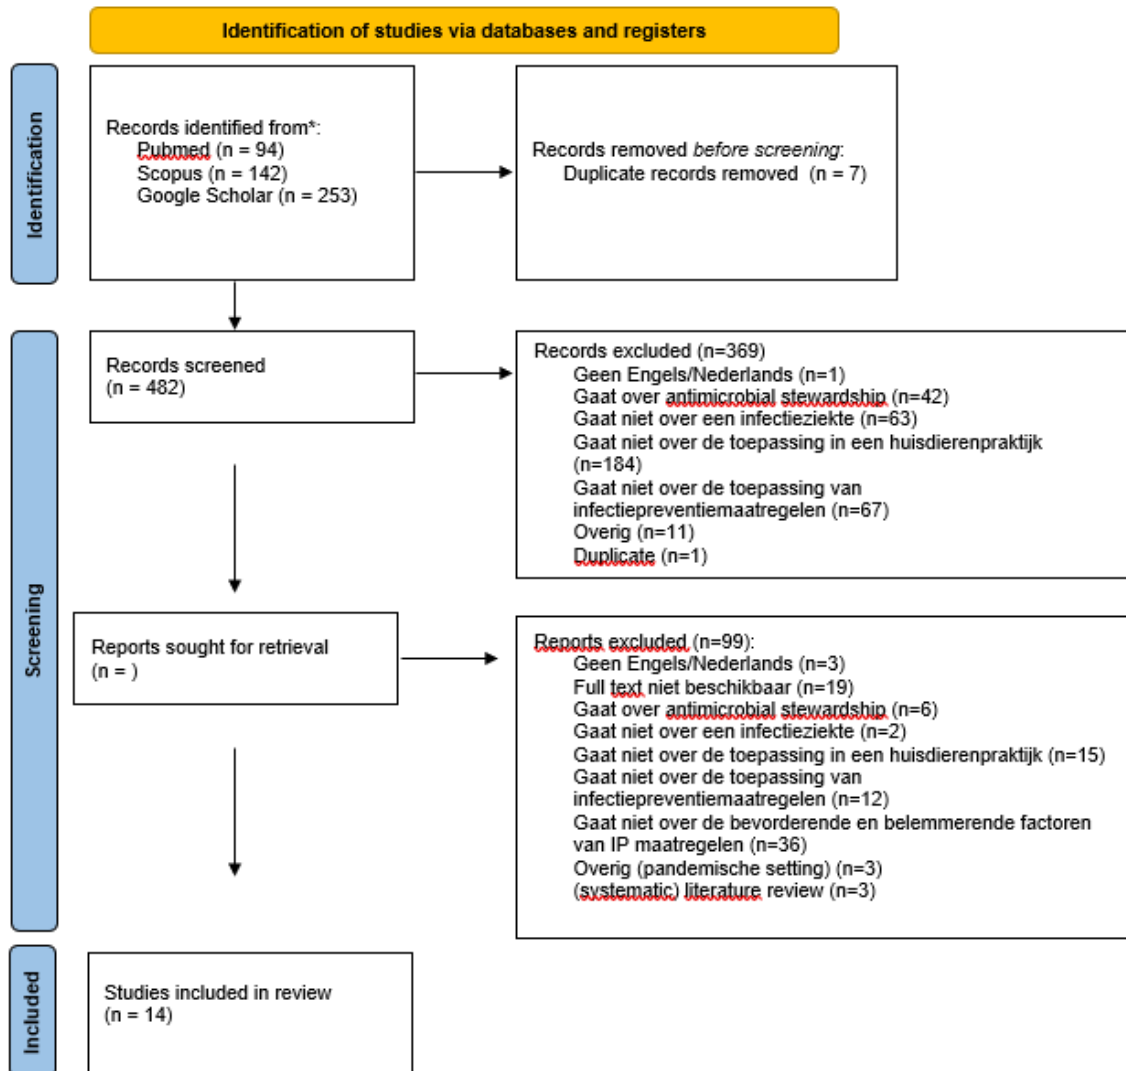 Identification of studies via databases and registers
Identification
Records identified from*:
Pubmed (n = 94)
Scopus (n = 142)
Google Scholar (n = 253)
Records removed before screening:
Duplicate records removed (n = 7)
Screening
Records screened
(n = 482)
Records excluded (n=369)
Geen Engels/Nederlands (n=1)
Gaat over antimicrobial stewardship (n=42)
Gaat niet over een infectieziekte (n=63)
Gaat niet over de toepassing in een huisdierenpraktijk
(n=184)
Gaat niet over de toepassing van
infectiepreventiemaatregelen (n=67)
Overig (n=11)
Duplicate (n=1)
Reports sought for retrieval
(n = )
Reports excluded (n=99):
Geen Engels/Nederlands (n=3)
Full text niet beschikbaar (n=19)
Gaat over antimicrobial stewardship (n=6)
Gaat niet over een infectieziekte (n=2)
Gaat niet over de toepassing in een huisdierenpraktijk (n=15)
Gaat niet over de toepassing van
infectiepreventiemaatregelen (n=12)
Gaat niet over de bevorderende en belemmerende factoren
van IP maatregelen (n=36)
Overig (pandemische setting) (n=3)
(systematic) literature review (n=3)
Included
Studies included in review
(n = 14)